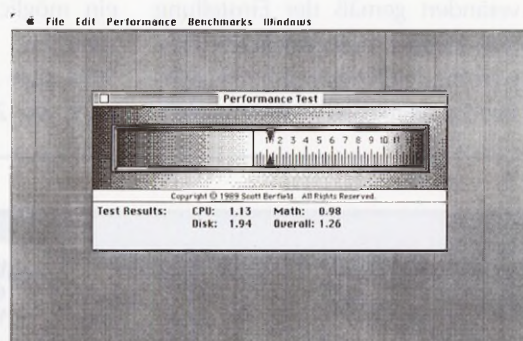 File Edit Performance Benchmarks Windows
Performance Test
1 2 3 4 5 6 7 8 9 10 11
Copyright © 1989 Scott Berfield. All Rights Reserved.
Test Results: CPU: 1.13 Math: 0.98
Disk: 1.94 Overall: 1.26